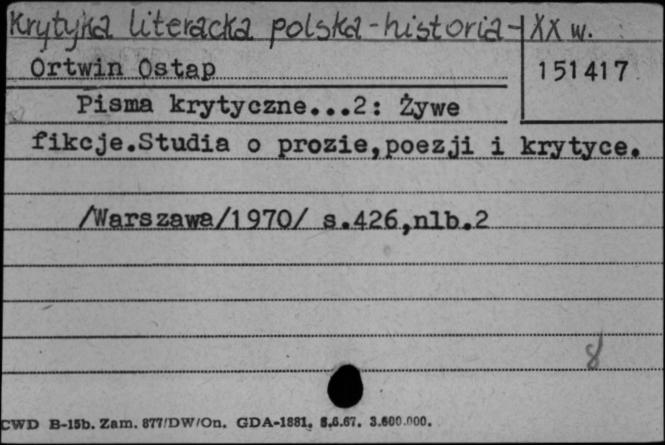 Krytyka literacka polska - historia - XX w.
Ortwin Ostap
151417
Pisma krytyczne...2: Żywe
fikcje.Studia o prozie,poezji i krytyce.
/Warszawa/1970/ s.426,nlb.2
8
CWD B-15b. Zam. 877/DW/On. GDA-1881. 8.6.67. 3.600.000.